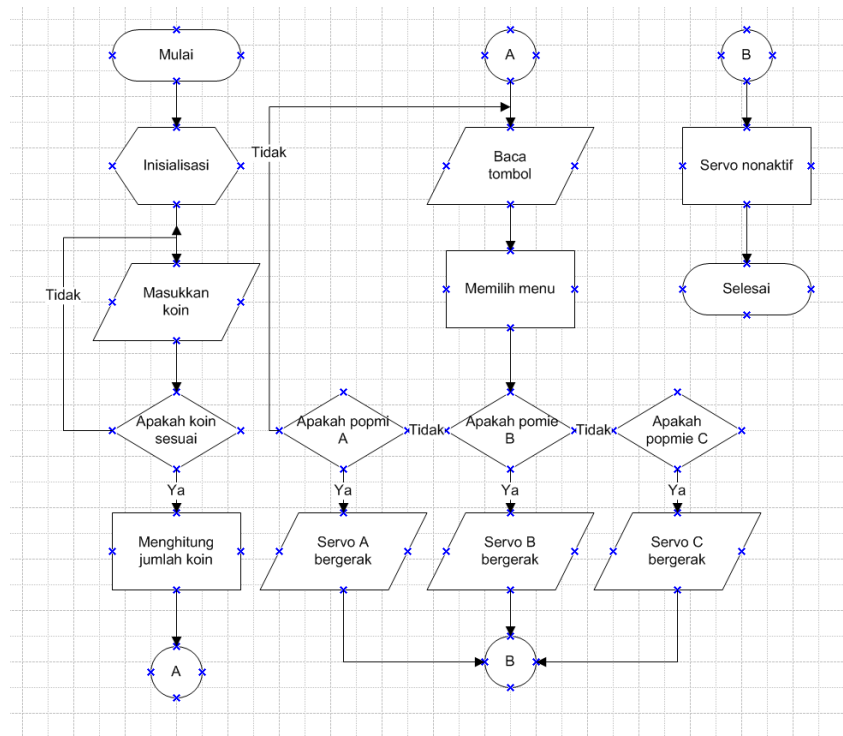 Mulai
Inisialisasi
Tidak
Masukkan
koin
Apakah koin
sesuai
Ya
Menghitung
jumlah koin
A
A
Tidak
Baca
tombol
Memilih menu
Apakah popmi
A
Tidak
Apakah pomie
B
Tidak
Apakah
popmie C
Ya
Ya
Ya
Servo A
bergerak
Servo B
bergerak
Servo C
bergerak
B
B
Servo nonaktif
Selesai